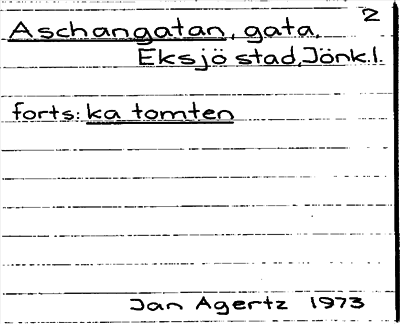 2
Aschangatan, gata,
Eksjö stad, Jönk.l.
forts: ka tomten
Jan Agertz 1973